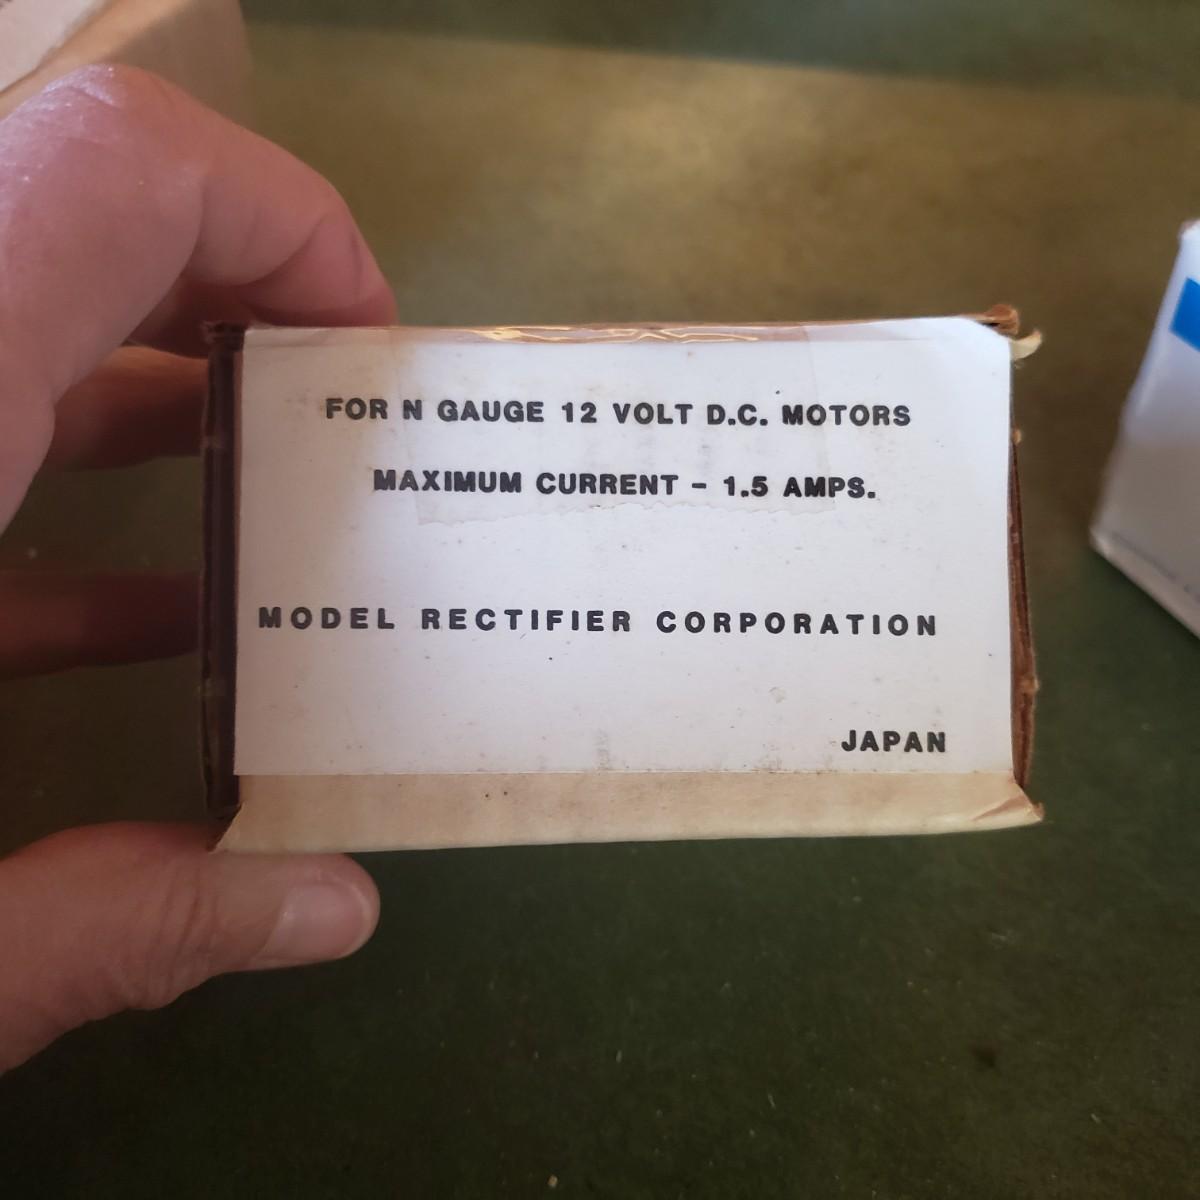 FOR N GAUGE 12 VOLT D.C. MOTORS
MAXIMUM CURRENT - 1.5 AMPS.
MODEL RECTIFIER CORPORATION
JAPAN